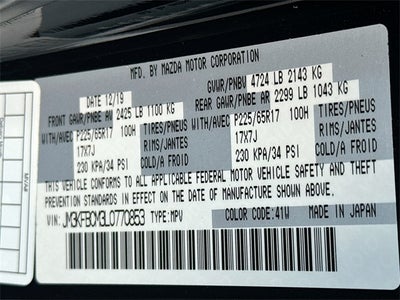 MFD. BY MAZDA MOTOR CORPORATION
DATE 12/19 GVWR/PNBV 4724 LB 2143 KG
FRONT GAWR/PNBE AV 2425 LB 1100 KG REAR GAWR/PNBE AR 2299 LB 1043 KG
WITH/AVEC P225/65R17 100H TIRES/PNEUS WITH/AVEC P225/65R17 100H TIRES/PNEUS
17X7J RIMS/JANTE 17X7J RIMS/JANTE
230 KPA/34 PSI COLD/A FROID 230 KPA/34 PSI COLD/A FROID
THIS VEHICLE CONFORMS TO ALL APPLICABLE FEDERAL MOTOR VEHICLE SAFETY AND THEFT
PREVENTION STANDARDS IN EFFECT ON THE DATE OF MANUFACTURE SHOWN ABOVE.
VIN: TYPE: MPV COLOR CODE: 41W MADE IN JAPAN